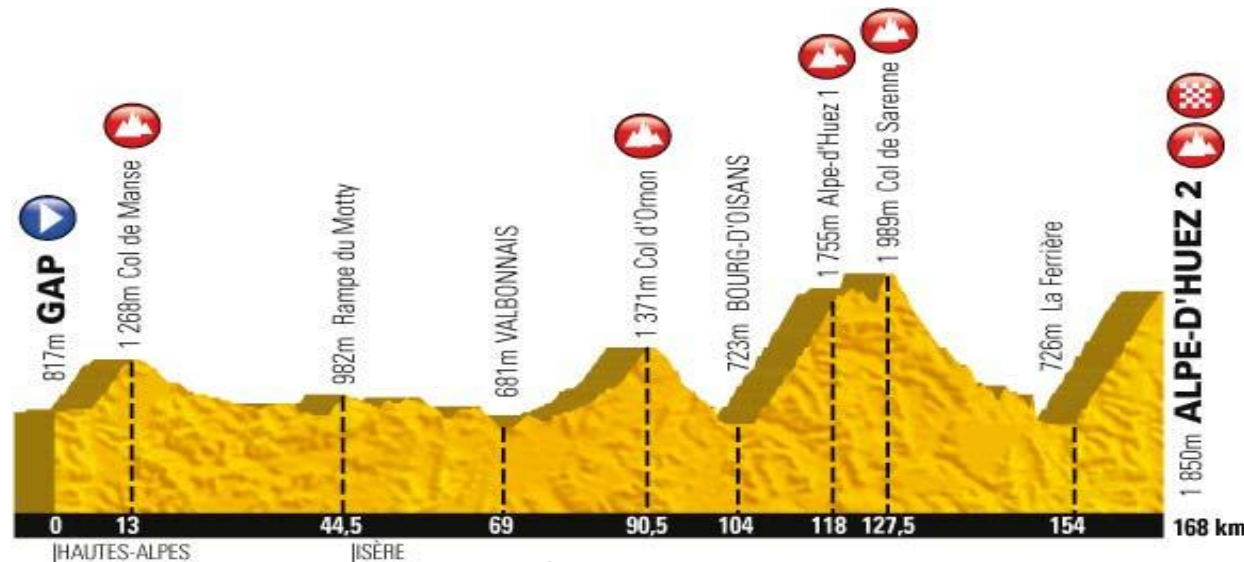 817m GAP
1 268m Col de Manse
982m Rampe du Motty
681m VALBONNAIS
1 371m Col d'Ornon
723m BOURG-D'OISANS
1 755m Alpe-d'Huez 1
1 989m Col de Sarenne
726m La Ferrière
1 850m ALPE-D'HUEZ 2
0 13 44,5 69 90,5 104 118 127,5 154 168 km
|HAUTES-ALPES |ISÈRE